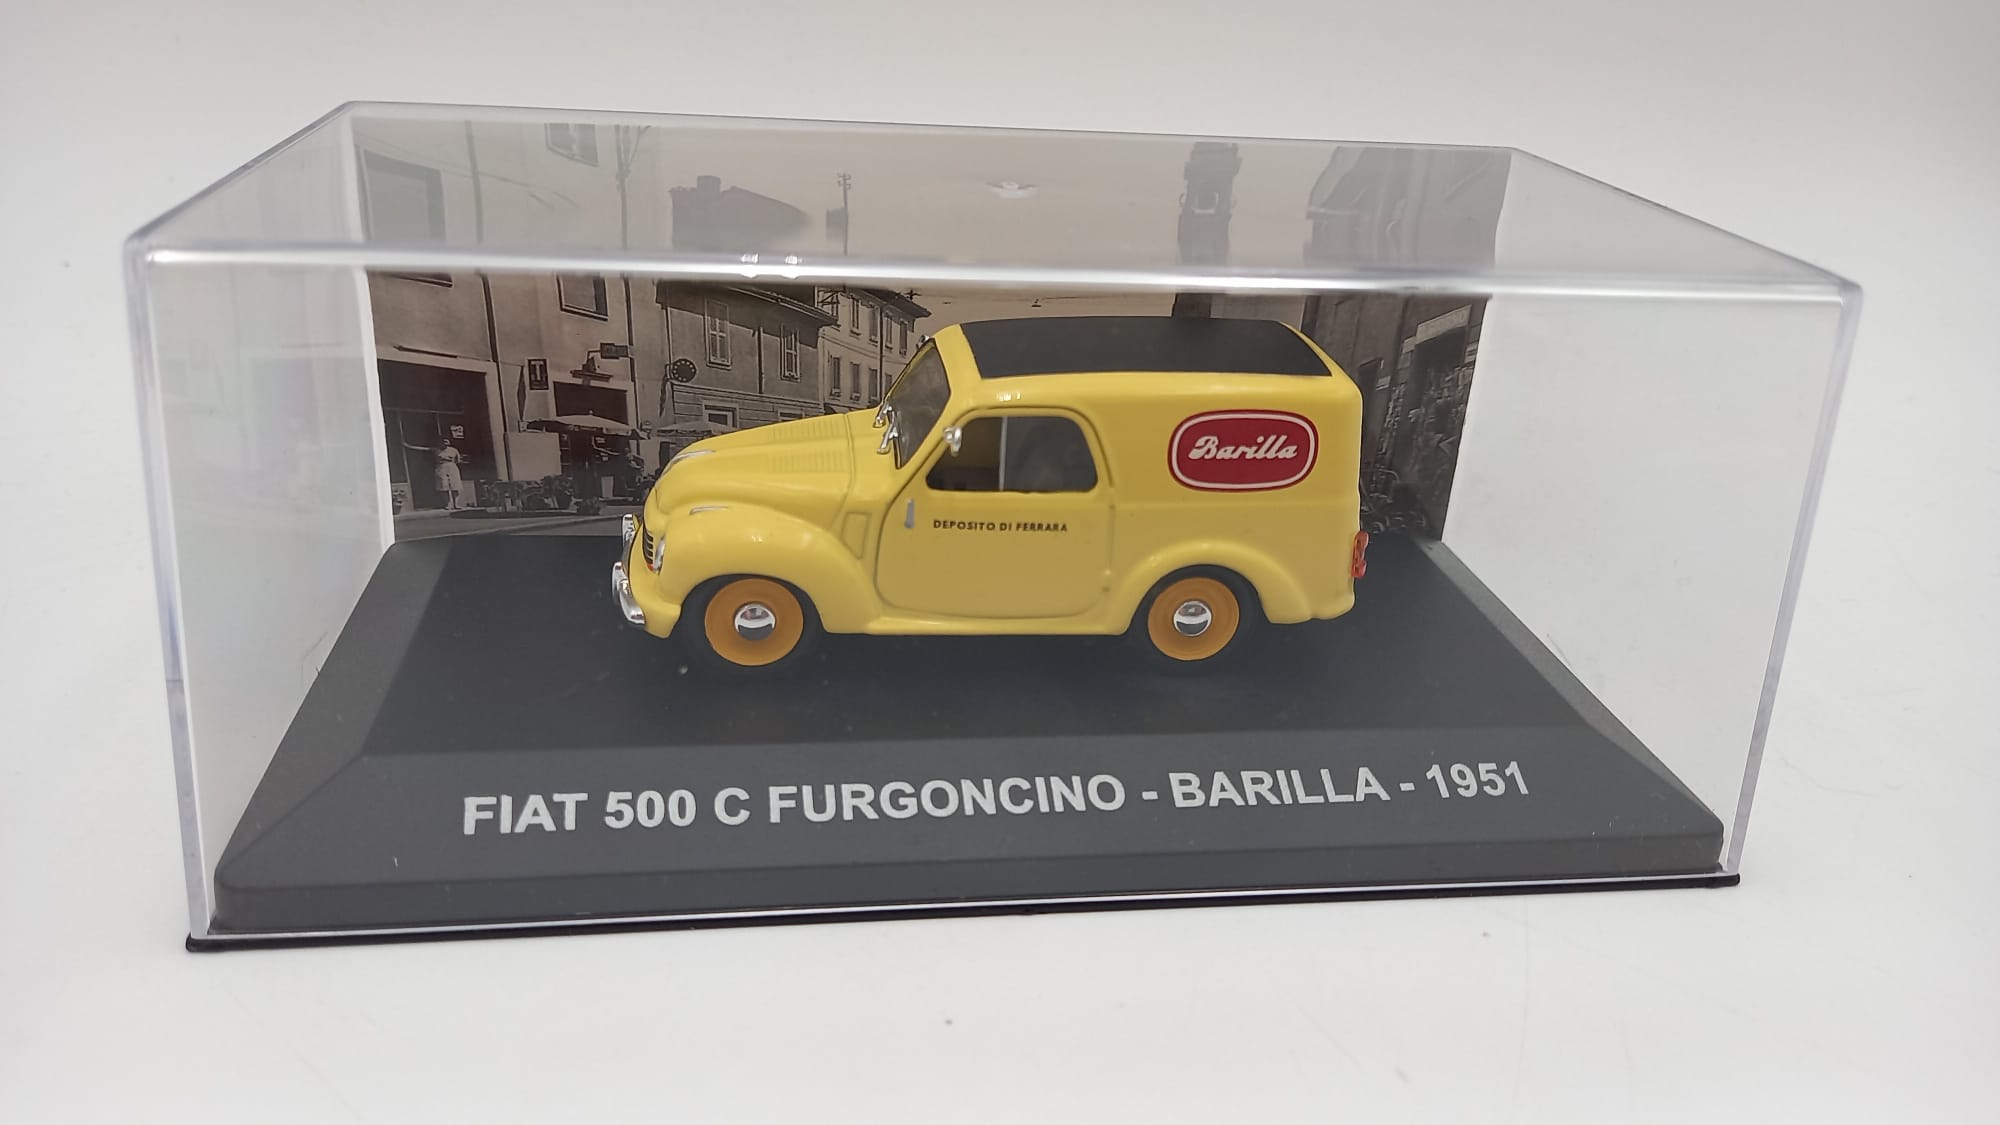 Barilla
DEPOSITO DI FERRARA
FIAT 500 C FURGONCINO - BARILLA - 1951